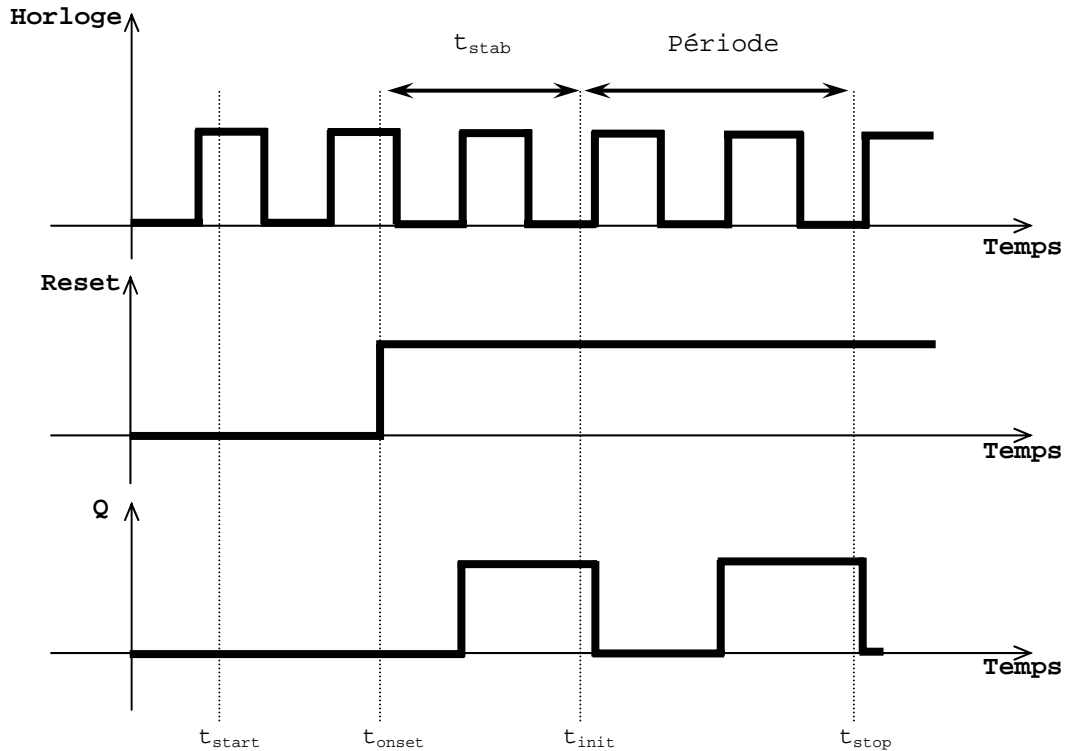 Horloge
t_stab
Période
Temps
Reset
Temps
Q
Temps
t_start
t_onset
t_init
t_stop